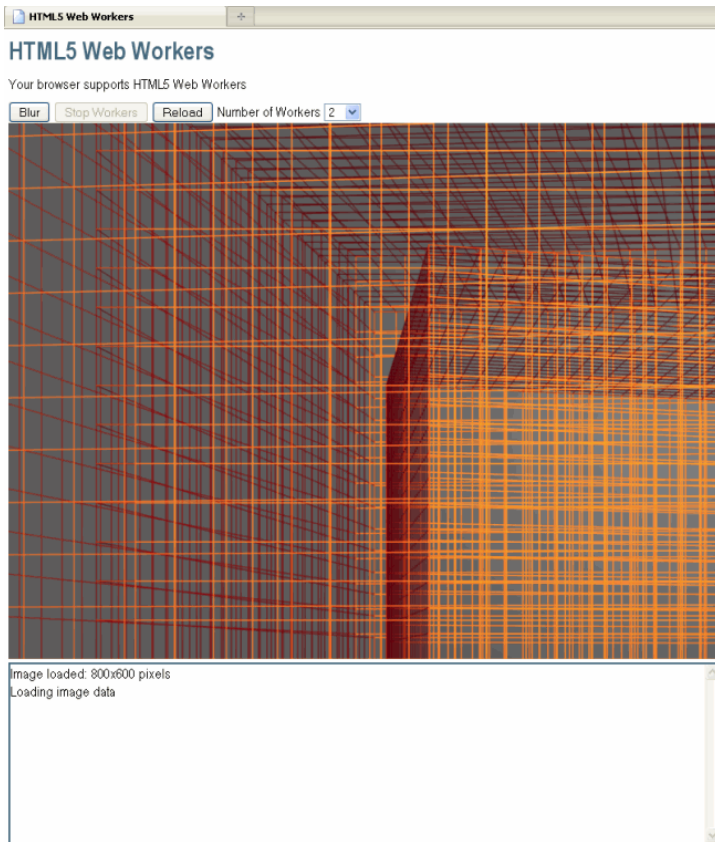 HTML5 Web Workers
HTML5 Web Workers
Your browser supports HTML5 Web Workers
Blur Stop Workers Reload Number of Workers 2
Image loaded: 800x600 pixels
Loading image data